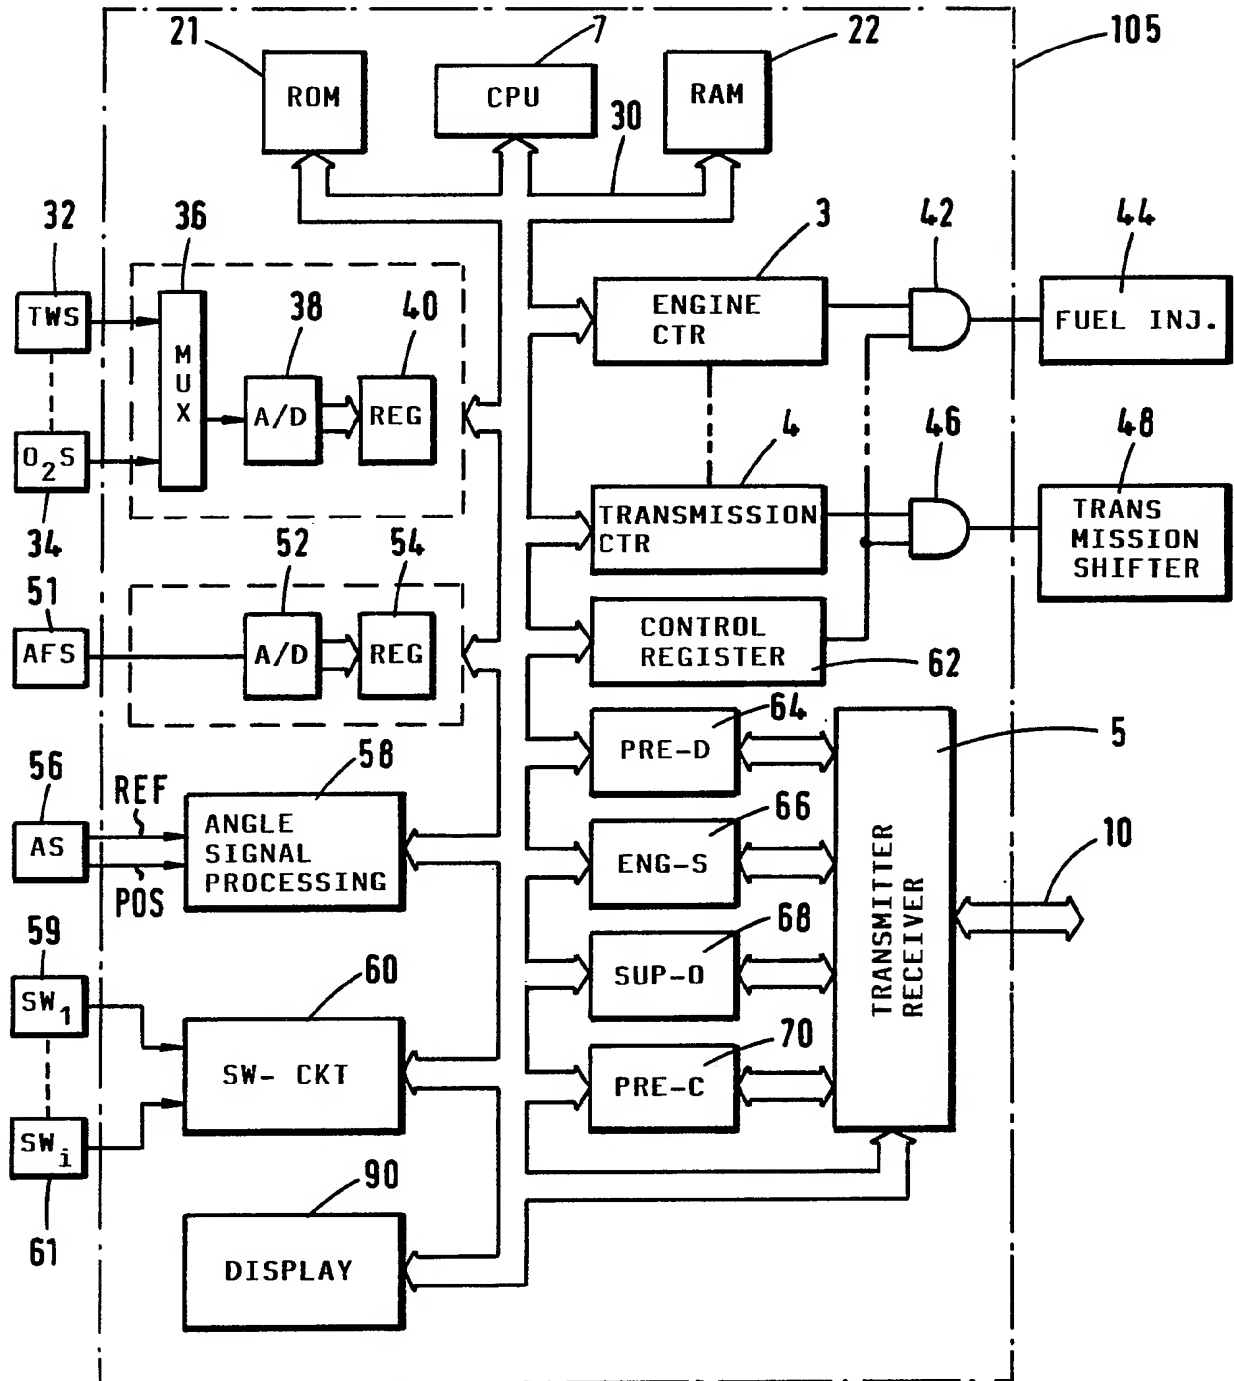 21
7
22
105
ROM
CPU
RAM
30
32
36
3
42
44
TWS
MUX
38
40
ENGINE
CTR
FUEL INJ.
A/D
REG
O2S
34
4
46
48
TRANSMISSION
CTR
TRANS
MISSION
SHIFTER
51
52
54
AFS
A/D
REG
CONTROL
REGISTER
62
64
PRE-D
5
56
REF
58
AS
POS
ANGLE
SIGNAL
PROCESSING
66
ENG-S
10
TRANSMITTER
RECEIVER
59
SW1
60
68
SUP-O
SW- CKT
70
PRE-C
SWi
61
90
DISPLAY